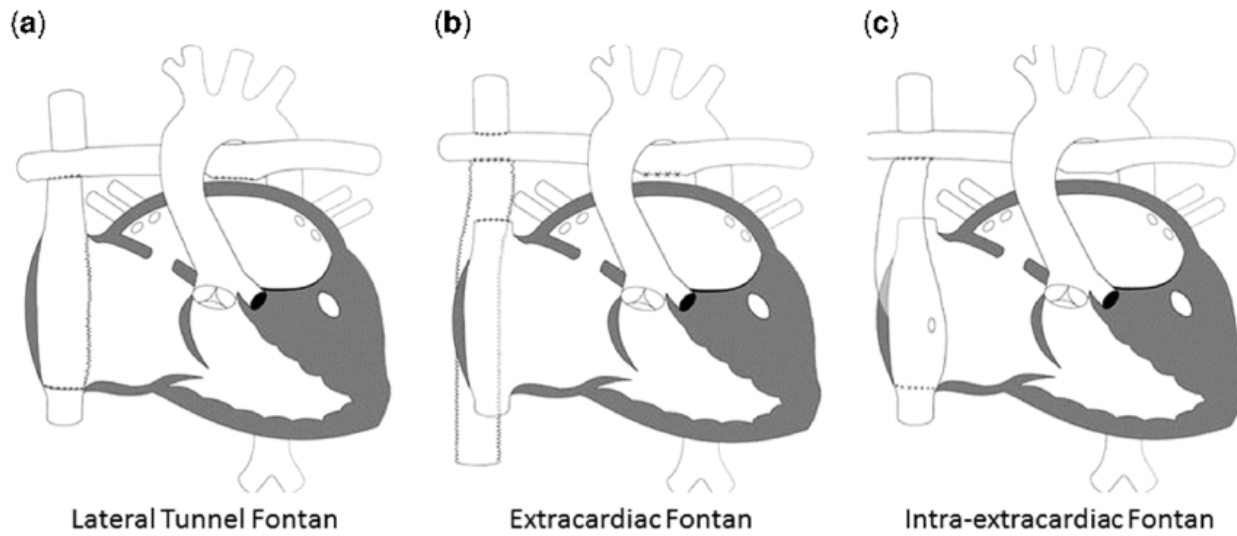 (a)
(b)
(c)
Lateral Tunnel Fontan
Extracardiac Fontan
Intra-extracardiac Fontan